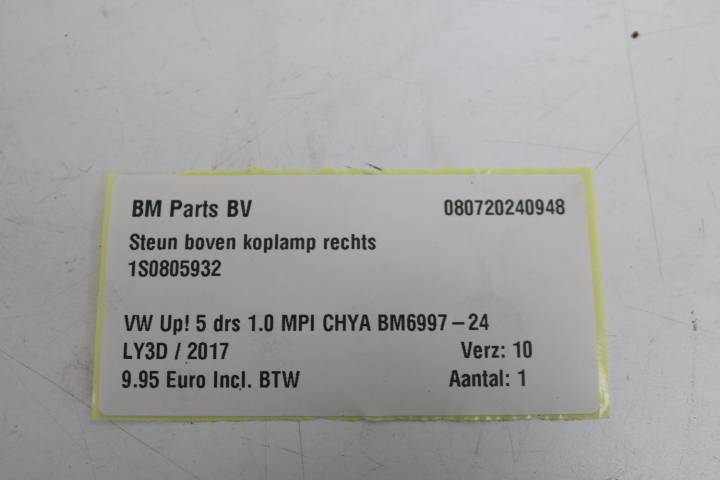 BM Parts BV 080720240948
Steun boven koplamp rechts
1S0805932
VW Up! 5 drs 1.0 MPI CHYA BM6997-24
LY3D / 2017 Verz: 10
9.95 Euro Incl. BTW Aantal: 1